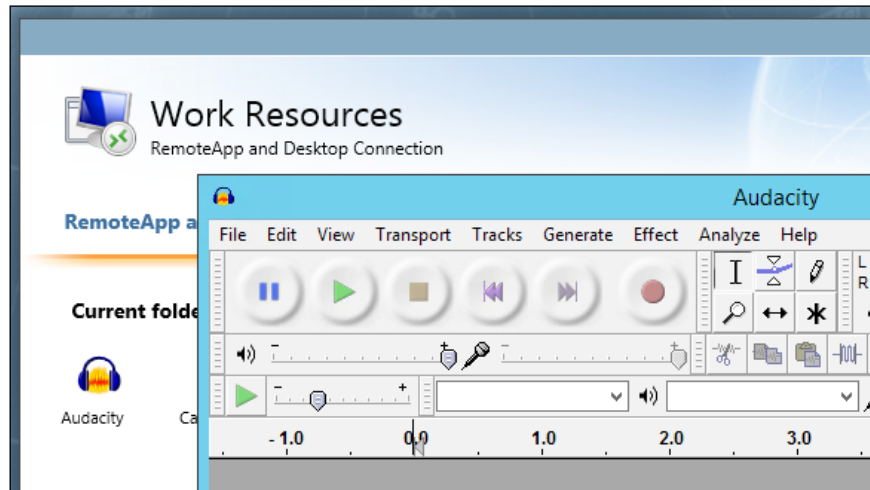 Work Resources
RemoteApp and Desktop Connection
Audacity
RemoteApp a
File Edit View Transport Tracks Generate Effect Analyze Help
L
R
Current folde
- +
- 
- +
Audacity
Ca
- 1.0 0.0 1.0 2.0 3.0